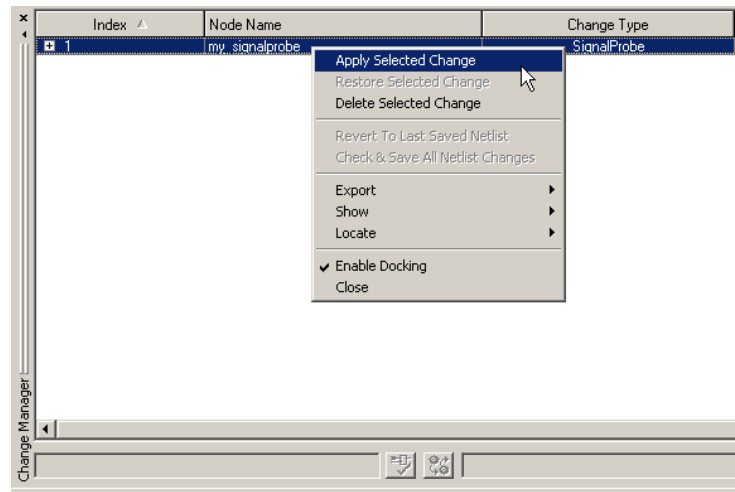 Index Node Name Change Type
1 my_signalprobe SignalProbe
Apply Selected Change
Restore Selected Change
Delete Selected Change
Revert To Last Saved Netlist
Check & Save All Netlist Changes
Export
Show
Locate
Enable Docking
Close
Change Manager